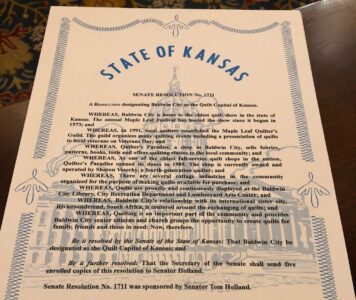 STATE OF KANSAS
SENATE RESOLUTION No. 1711
A RESOLUTION designating Baldwin City as the Quilt Capital of Kansas.
WHEREAS, Baldwin City is home to the oldest quilt show in the state of
Kansas. The annual Maple Leaf Festival has hosted the show since it began in
1975; and
WHEREAS, In 1991, local quilters established the Maple Leaf Quilter's
Guild. The guild organizes many quilting events including a presentation of quilts
to local veterans on Veterans Day; and
WHEREAS, Quilter's Paradise, a shop in Baldwin City, sells fabrics,
patterns, books, and offers quilting classes to the local community; and
WHEREAS, As one of the oldest full-service quilt shops in the nation,
Quilter's Paradise opened its doors in 1985. The shop is currently owned and
operated by Sharon Vesecky, a fourth-generation quilter; and
WHEREAS, There are several cottage industries in the community
organized for the purpose of making quilts available for purchase; and
WHEREAS, Quilts are proudly and continuously displayed at the Baldwin
City Library, City Recreation Department and Lumberyard Arts Center; and
WHEREAS, Baldwin City's relationship with its international sister city,
Riviersonderend, South Africa, is centered around the exchanging of quilts; and
WHEREAS, Quilting is an important part of the community and provides
Baldwin City senior citizens and church groups the opportunity to create quilts for
family, friends and those in need: Now, therefore,
Be it resolved by the Senate of the State of Kansas: That Baldwin City be
designated as the Quilt Capital of Kansas; and
Be it further resolved: That the Secretary of the Senate shall send five
enrolled copies of this resolution to Senator Holland.
Senate Resolution No. 1711 was sponsored by Senator Tom Holland.